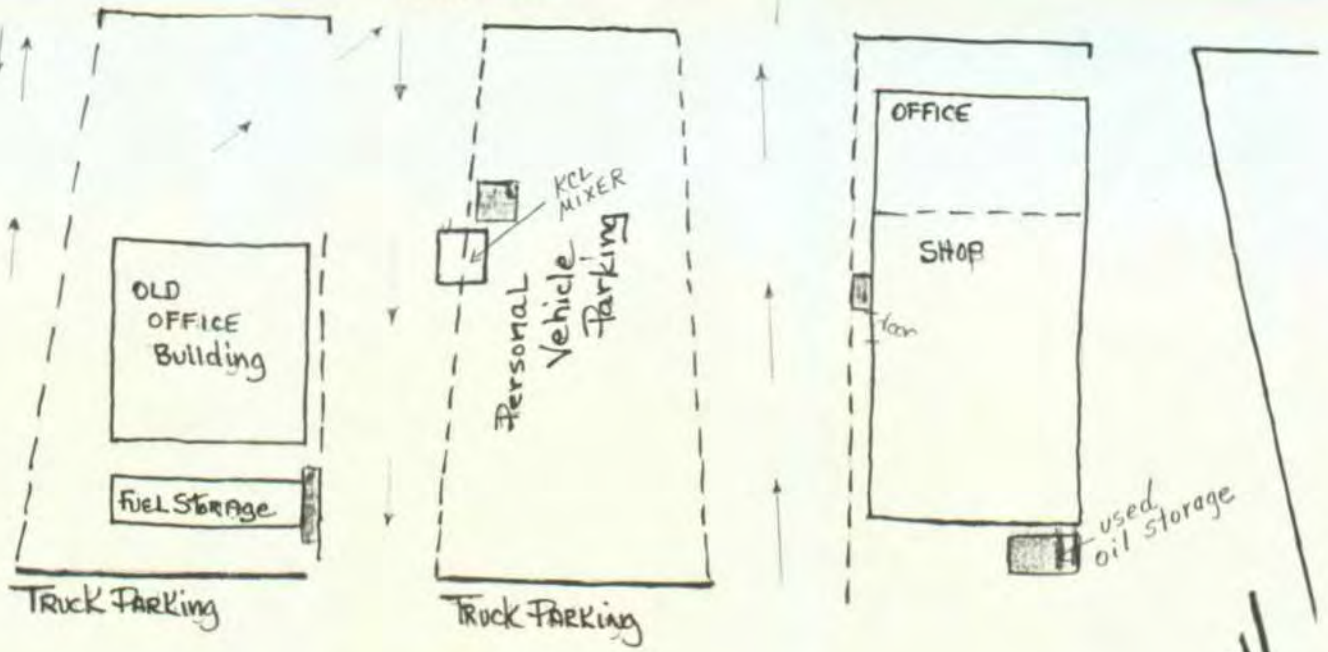 OLD
OFFICE
Building
FUEL STORAGE
TRUCK PARKING
KCL
MIXER
Personal
Vehicle
Parking
TRUCK PARKING
OFFICE
SHOP
used
oil storage